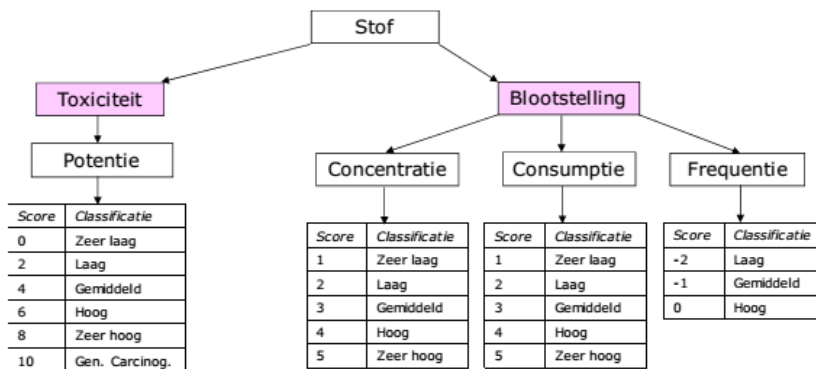 Stof
Toxiciteit
Blootstelling
Potentie
Concentratie
Consumptie
Frequentie
Score Classificatie
0 Zeer laag
2 Laag
4 Gemiddeld
6 Hoog
8 Zeer hoog
10 Gen. Carcinog.
Score Classificatie
1 Zeer laag
2 Laag
3 Gemiddeld
4 Hoog
5 Zeer hoog
Score Classificatie
1 Zeer laag
2 Laag
3 Gemiddeld
4 Hoog
5 Zeer hoog
Score Classificatie
-2 Laag
-1 Gemiddeld
0 Hoog